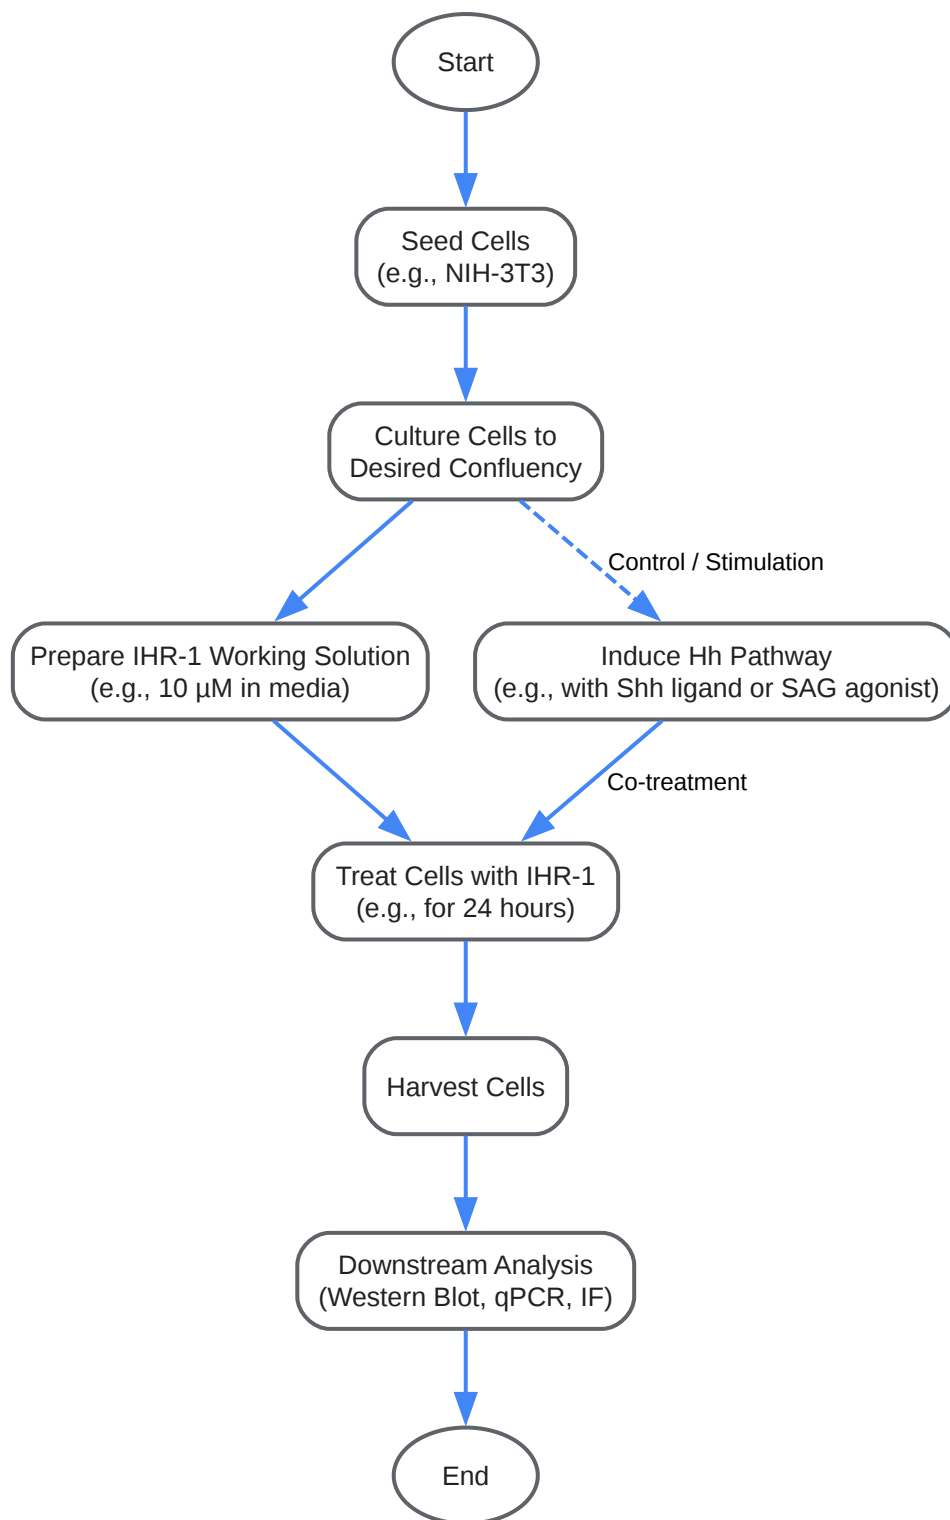 Start
Seed Cells
(e.g., NIH-3T3)
Culture Cells to
Desired Confluency
Control / Stimulation
Prepare IHR-1 Working Solution
(e.g., 10 µM in media)
Induce Hh Pathway
(e.g., with Shh ligand or SAG agonist)
Co-treatment
Treat Cells with IHR-1
(e.g., for 24 hours)
Harvest Cells
Downstream Analysis
(Western Blot, qPCR, IF)
End